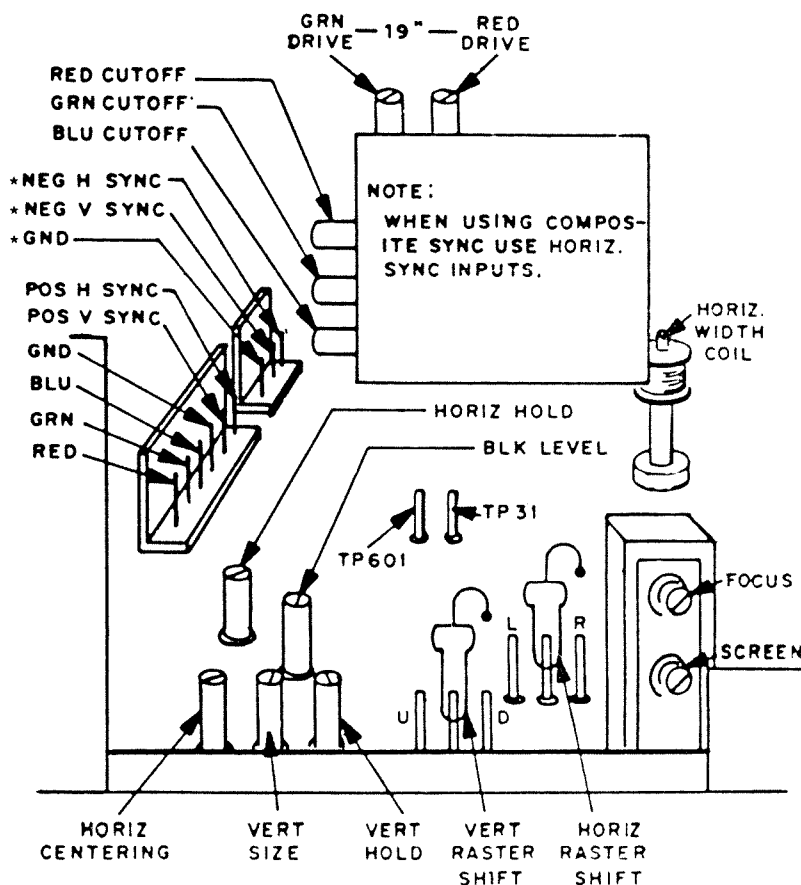 GRN DRIVE — 19" — RED DRIVE
RED CUTOFF
GRN CUTOFF
BLU CUTOFF
*NEG H SYNC
*NEG V SYNC
*GND
POS H SYNC
POS V SYNC
GND
BLU
GRN
RED
NOTE:
WHEN USING COMPOS-
ITE SYNC USE HORIZ.
SYNC INPUTS.
HORIZ.
WIDTH
COIL
HORIZ HOLD
BLK LEVEL
TP601
TP31
L
R
U
D
FOCUS
SCREEN
HORIZ
CENTERING
VERT
SIZE
VERT
HOLD
VERT
RASTER
SHIFT
HORIZ
RASTER
SHIFT